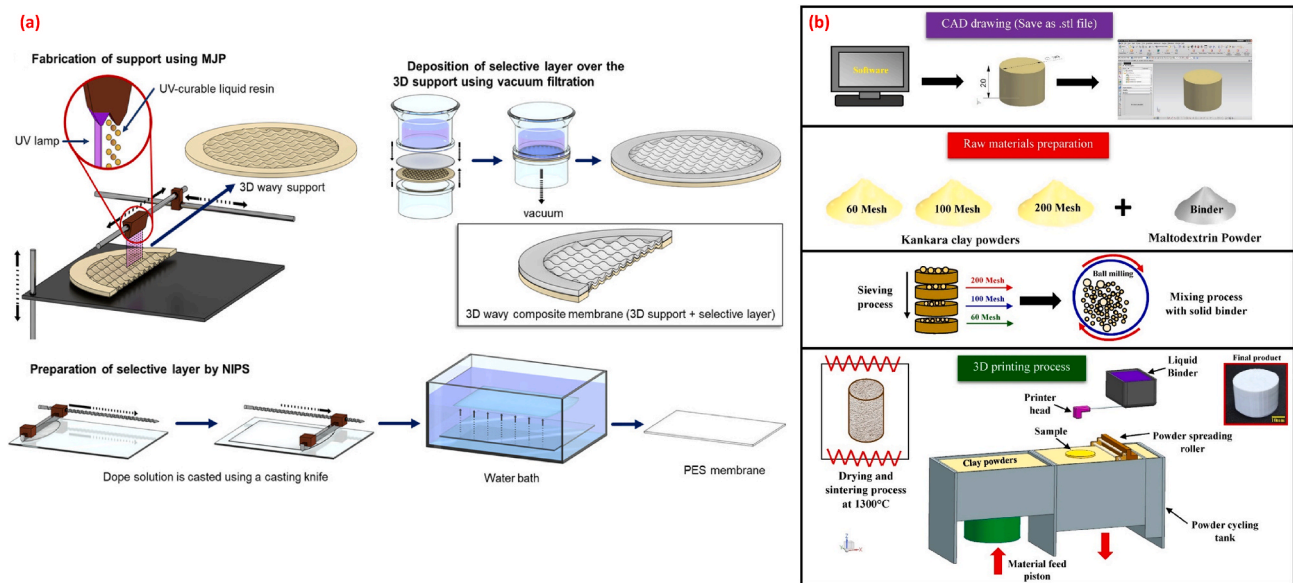 (a)
Fabrication of support using MJP
UV-curable liquid resin
UV lamp
3D wavy support
Deposition of selective layer over the
3D support using vacuum filtration
vacuum
3D wavy composite membrane (3D support + selective layer)
Preparation of selective layer by NIPS
Dope solution is casted using a casting knife
Water bath
PES membrane
(b)
CAD drawing (Save as .stl file)
Software
20
Raw materials preparation
60 Mesh
100 Mesh
200 Mesh
+
Binder
Kankara clay powders
Maltodextrin Powder
Sieving
process
200 Mesh
100 Mesh
60 Mesh
Ball milling
Mixing process
with solid binder
3D printing process
Liquid
Binder
Final product
Printer
head
Sample
Powder spreading
roller
Clay powders
Drying and
sintering process
at 1300°C
Powder cycling
tank
Material feed
piston